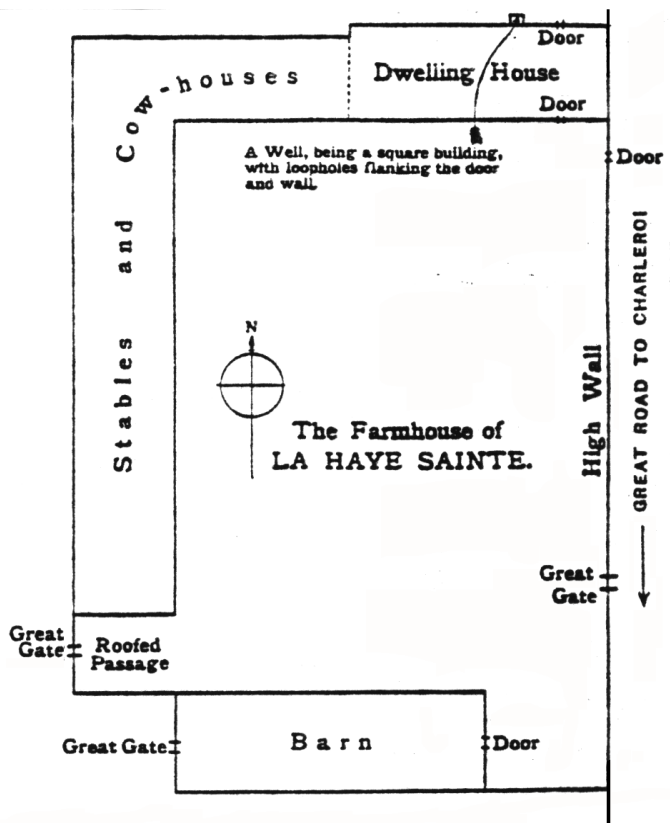 Door
Dwelling House
Door
Stables and Cow-houses
A Well, being a square building,
with loopholes flanking the door
and wall.
Door
GREAT ROAD TO CHARLEROI
N
High Wall
The Farmhouse of
LA HAYE SAINTE.
Great
Gate
Great
Gate
Roofed
Passage
Great Gate
Barn
Door